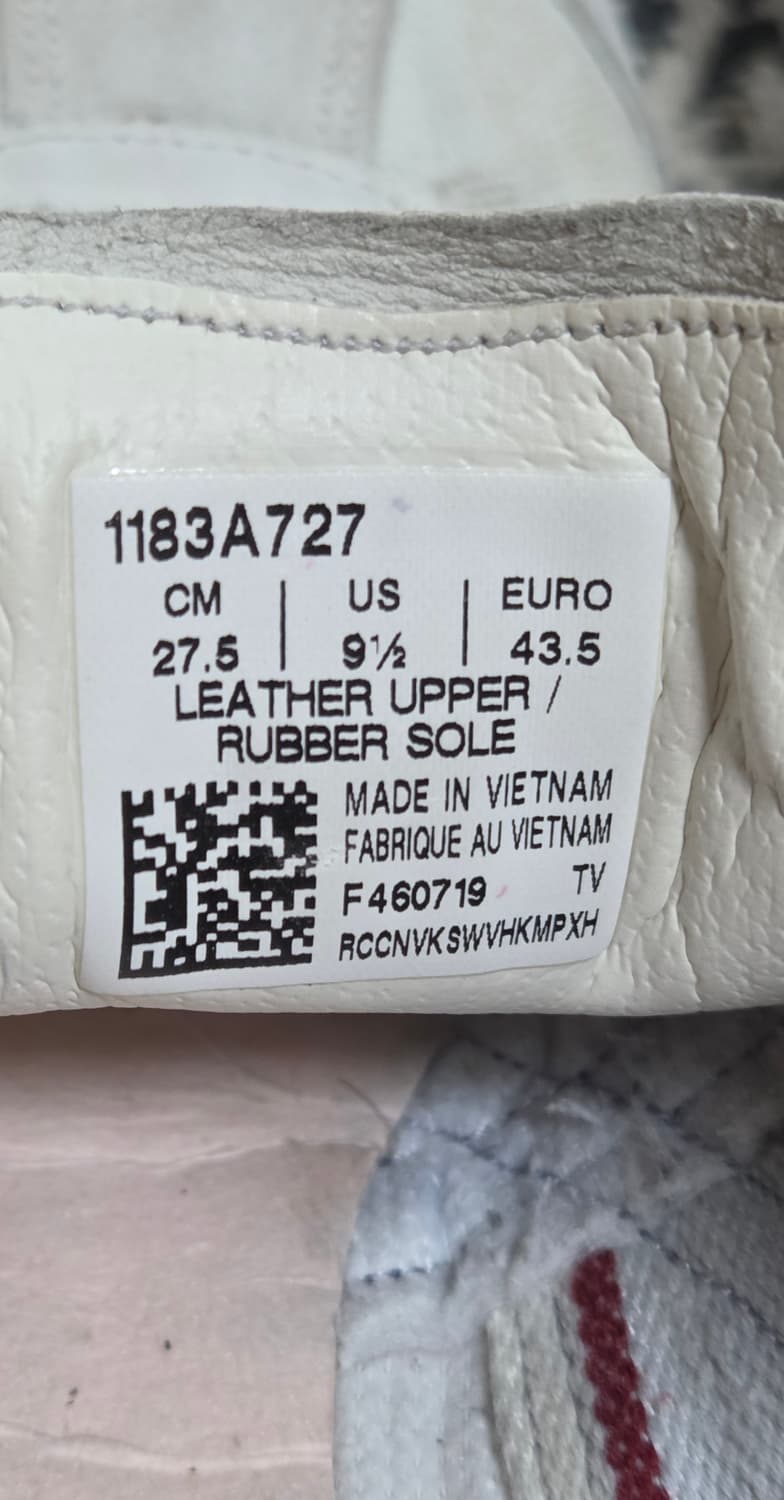 1183A727
CM | US | EURO
27.5 | 9½ | 43.5
LEATHER UPPER /
RUBBER SOLE
MADE IN VIETNAM
FABRIQUE AU VIETNAM
F460719 TV
RCCNVKSWVHKMPXH